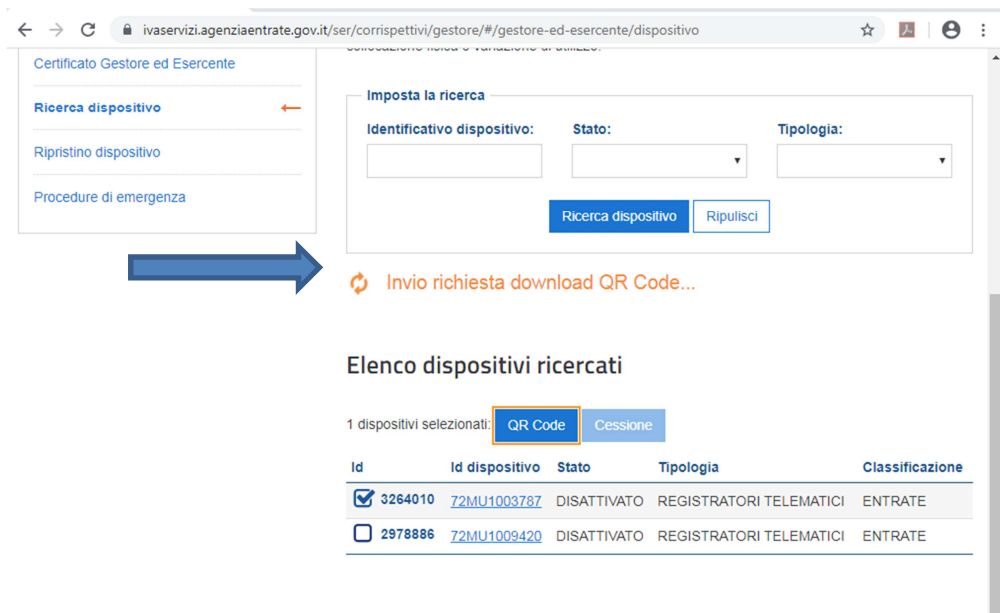 ivaservizi.agenziaentrate.gov.it/ser/corrispettivi/gestore/#/gestore-ed-esercente/dispositivo
Certificato Gestore ed Esercente
Ricerca dispositivo
Ripristino dispositivo
Procedure di emergenza
Imposta la ricerca
Identificativo dispositivo: Stato: Tipologia:
Ricerca dispositivo Ripulisci
Invio richiesta download QR Code...
Elenco dispositivi ricercati
1 dispositivi selezionati: QR Code Cessione
Id Id dispositivo Stato Tipologia Classificazione
3264010 72MU1003787 DISATTIVATO REGISTRATORI TELEMATICI ENTRATE
2978886 72MU1009420 DISATTIVATO REGISTRATORI TELEMATICI ENTRATE